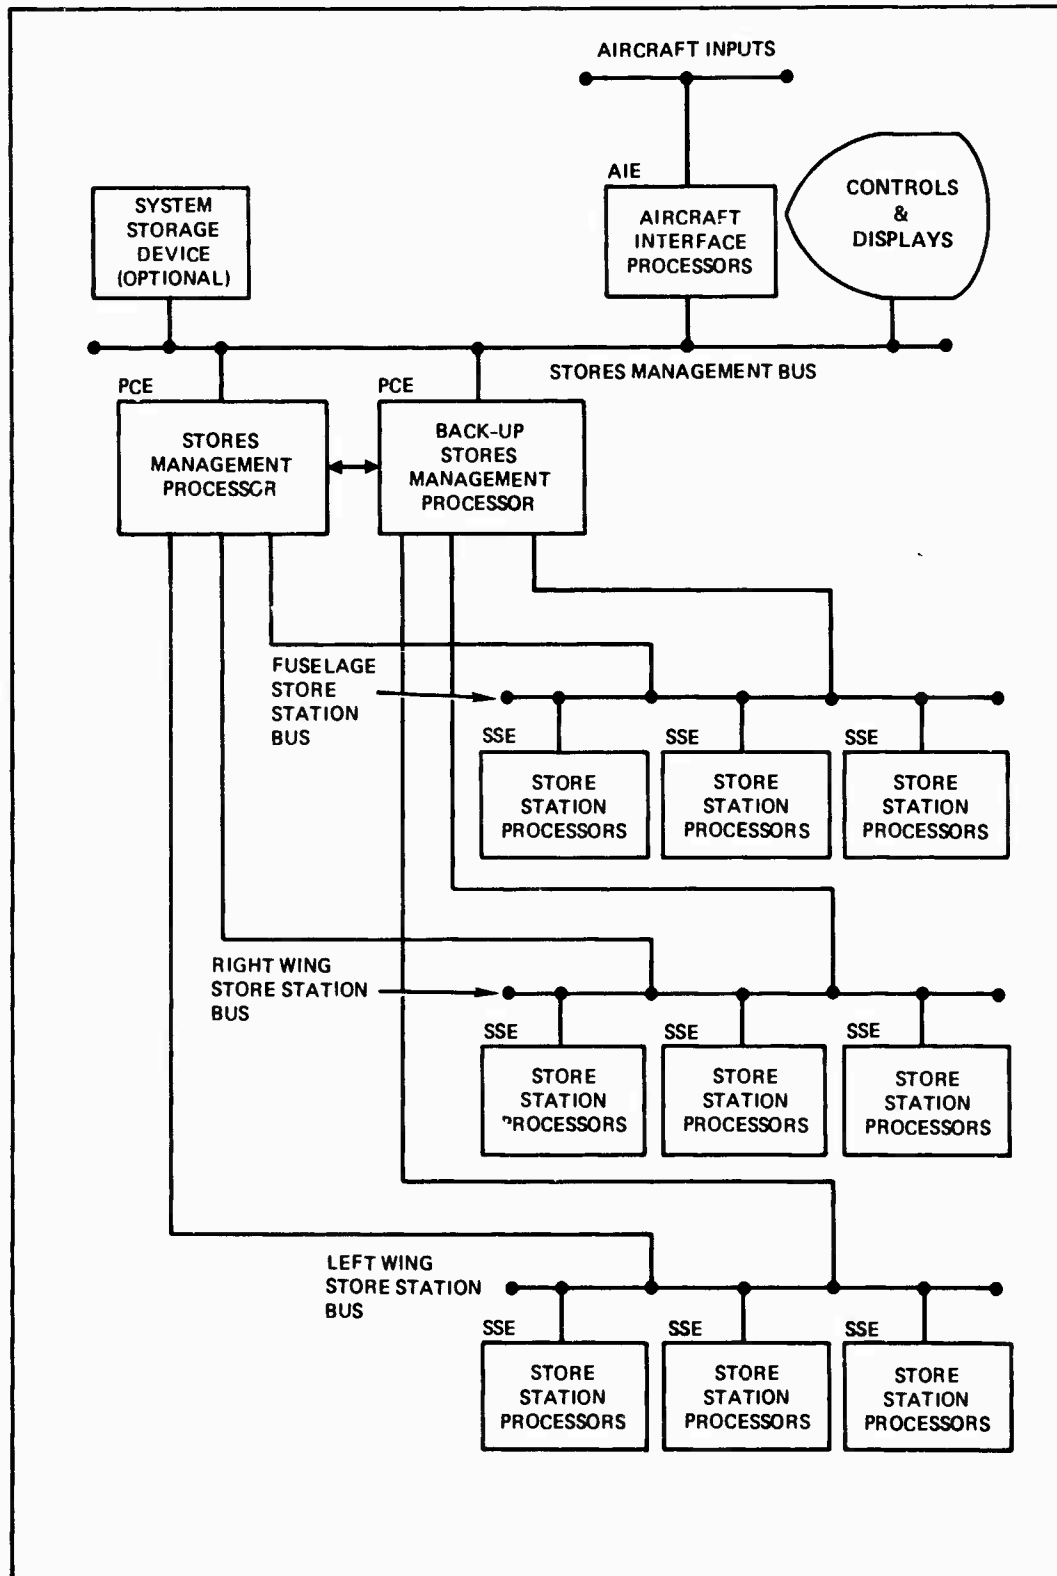 AIRCRAFT INPUTS
AIE
SYSTEM
STORAGE
DEVICE
(OPTIONAL)
AIRCRAFT
INTERFACE
PROCESSORS
CONTROLS
&
DISPLAYS
STORES MANAGEMENT BUS
PCE
STORES
MANAGEMENT
PROCESSOR
PCE
BACK-UP
STORES
MANAGEMENT
PROCESSOR
FUSELAGE
STORE
STATION
BUS
SSE
STORE
STATION
PROCESSORS
SSE
STORE
STATION
PROCESSORS
SSE
STORE
STATION
PROCESSORS
RIGHT WING
STORE STATION
BUS
SSE
STORE
STATION
PROCESSORS
SSE
STORE
STATION
PROCESSORS
SSE
STORE
STATION
PROCESSORS
LEFT WING
STORE STATION
BUS
SSE
STORE
STATION
PROCESSORS
SSE
STORE
STATION
PROCESSORS
SSE
STORE
STATION
PROCESSORS